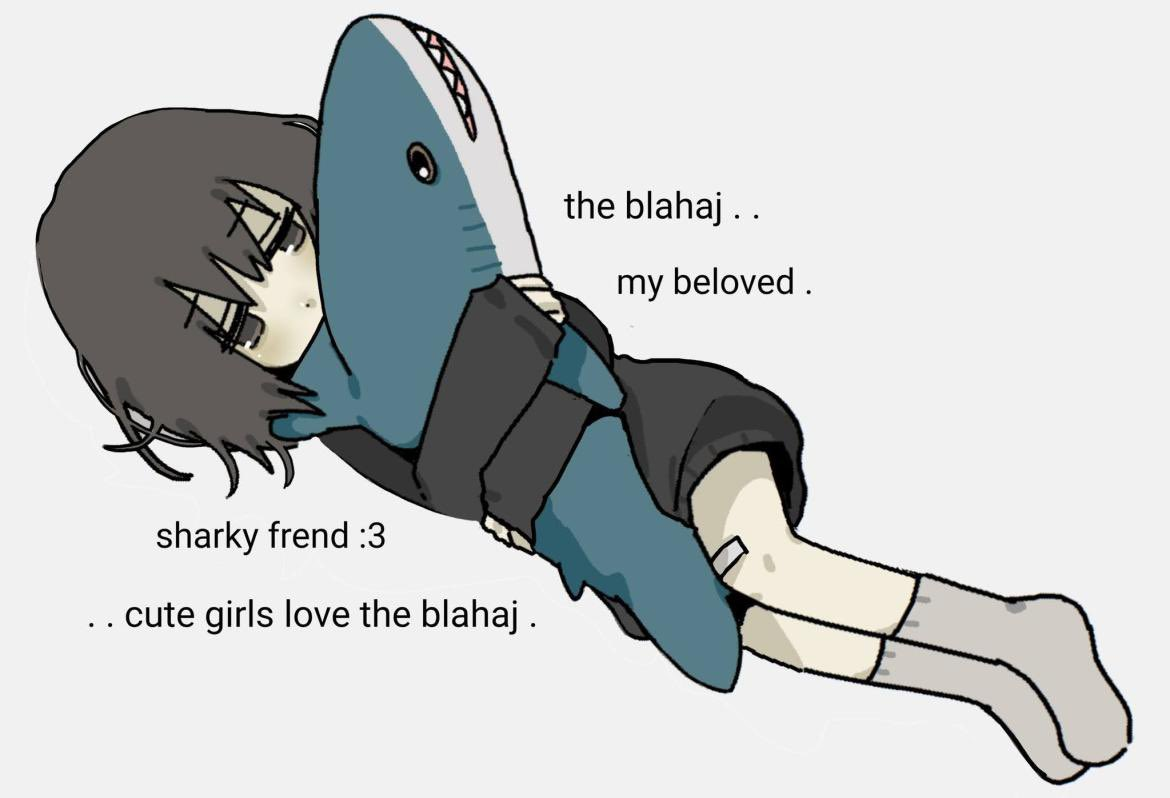 the blahaj . .
my beloved .
sharky frend :3
. . cute girls love the blahaj .